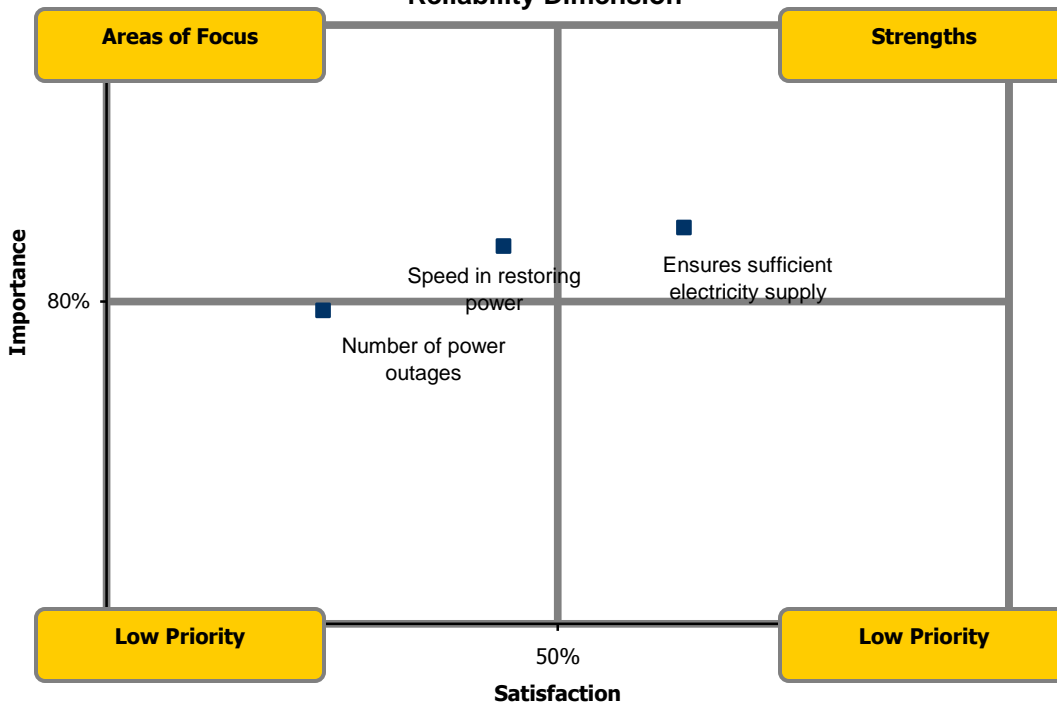 Reliability Dimension
Areas of Focus
Strengths
Importance
80%
Speed in restoring
power
Ensures sufficient
electricity supply
Number of power
outages
Low Priority
Low Priority
50%
Satisfaction